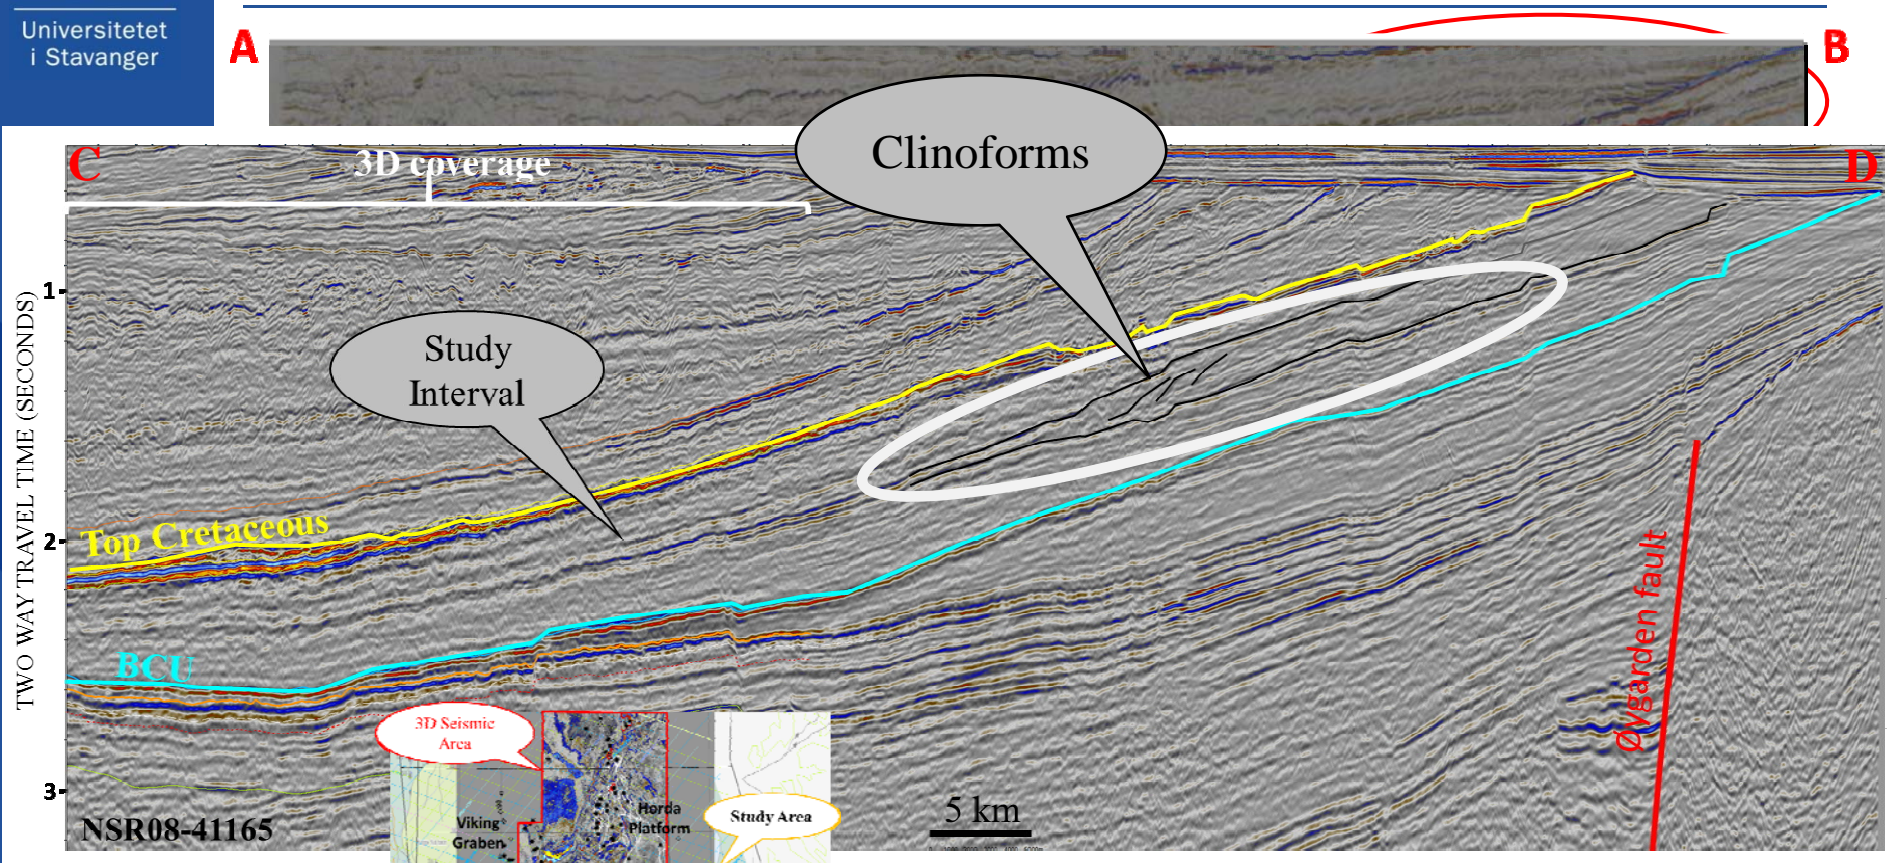 Universitetet
i Stavanger
A
B
Clinoforms
C
3D coverage
D
1
Study
Interval
TWO WAY TRAVEL TIME (SECONDS)
2
Top Cretaceous
BCU
Øygarden fault
3D Seismic
Area
3
NSR08-41165
Viking
Graben
Horda
Platform
Study Area
5 km